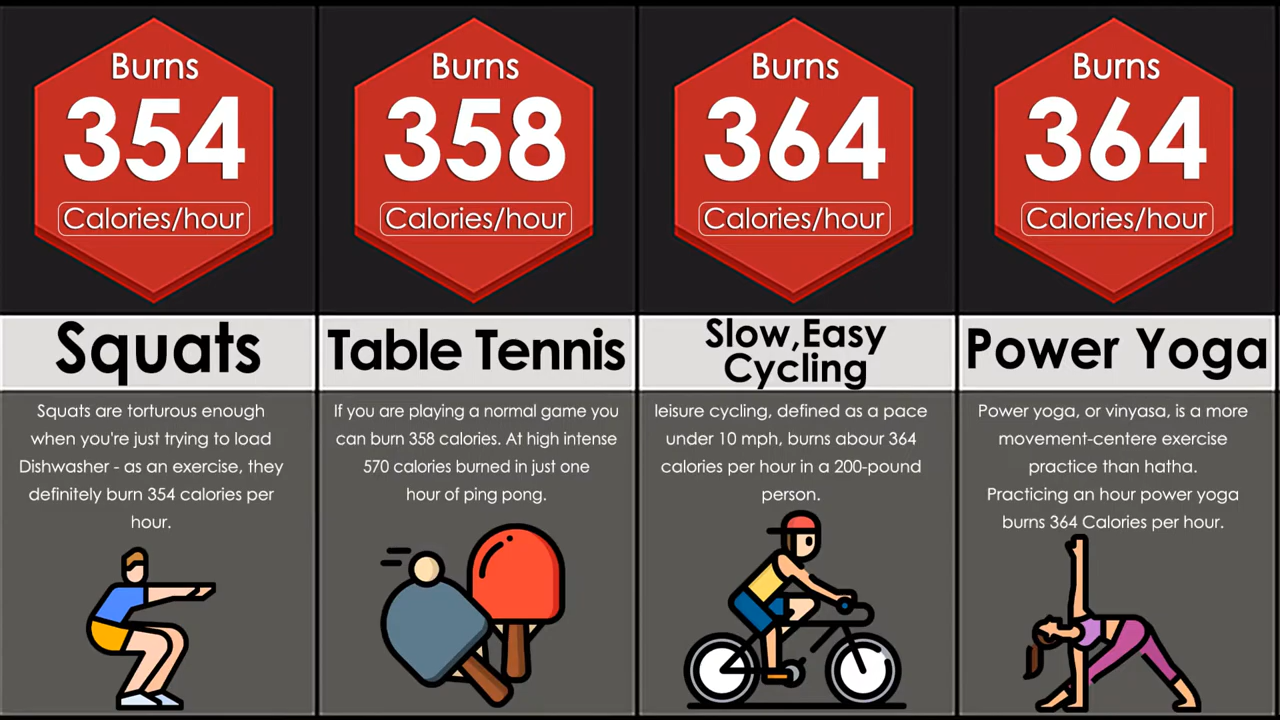 Burns
354
Calories/hour
Squats
Squats are torturous enough
when you're just trying to load
Dishwasher - as an exercise, they
definitely burn 354 calories per
hour.
Burns
358
Calories/hour
Table Tennis
If you are playing a normal game you
can burn 358 calories. At high intense
570 calories burned in just one
hour of ping pong.
Burns
364
Calories/hour
Slow,Easy
Cycling
leisure cycling, defined as a pace
under 10 mph, burns abour 364
calories per hour in a 200-pound
person.
Burns
364
Calories/hour
Power Yoga
Power yoga, or vinyasa, is a more
movement-centere exercise
practice than hatha.
Practicing an hour power yoga
burns 364 Calories per hour.